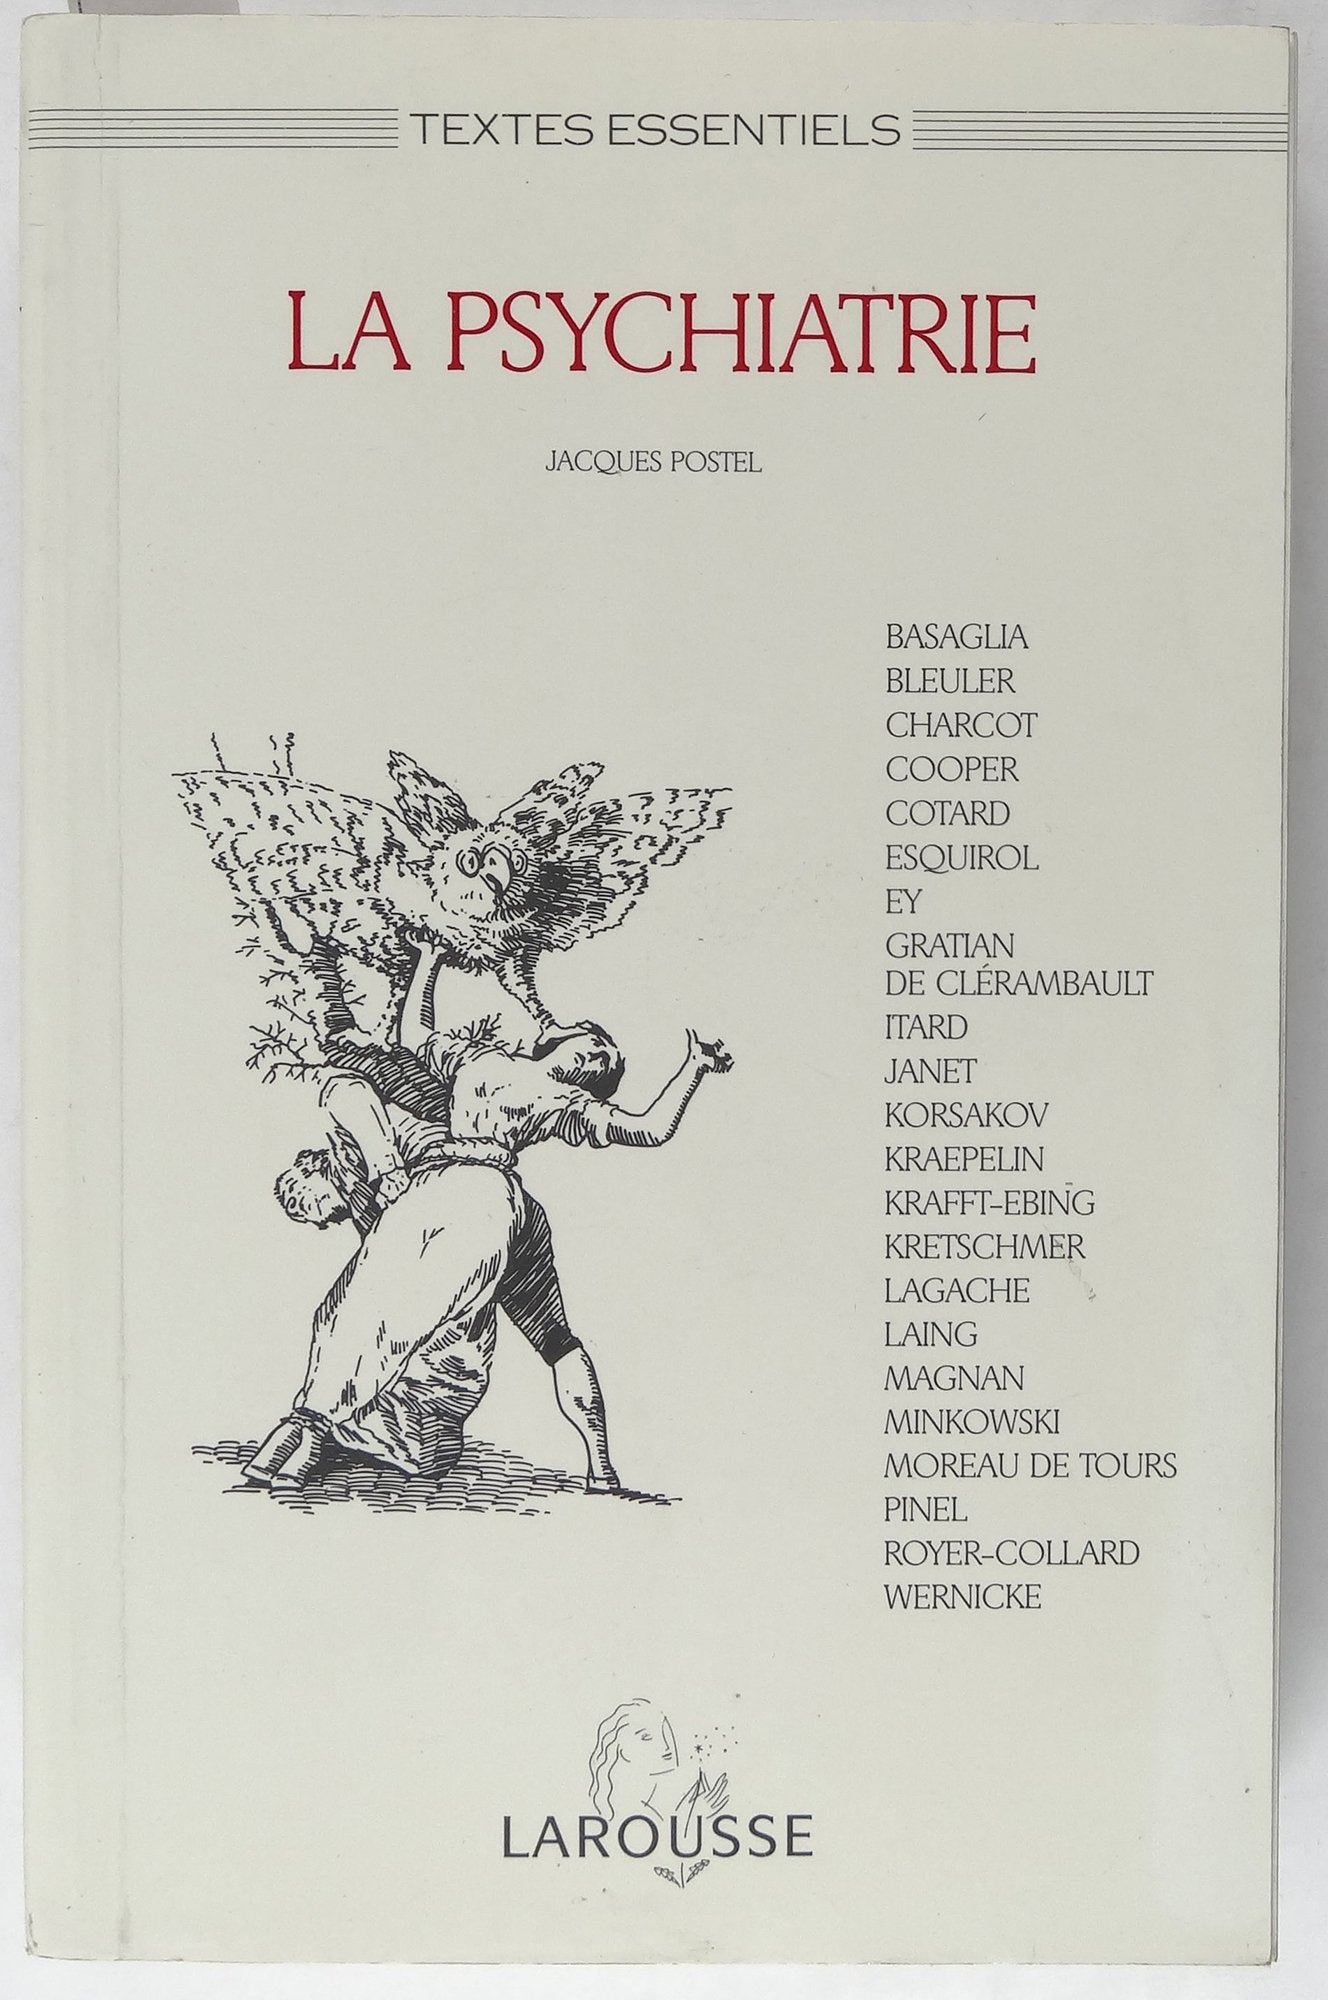 TEXTES ESSENTIELS
LA PSYCHIATRIE
JACQUES POSTEL
BASAGLIA
BLEULER
CHARCOT
COOPER
COTARD
ESQUIROL
EY
GRATIAN
DE CLÉRAMBAULT
ITARD
JANET
KORSAKOV
KRAEPELIN
KRAFFT-EBING
KRETSCHMER
LAGACHE
LAING
MAGNAN
MINKOWSKI
MOREAU DE TOURS
PINEL
ROYER-COLLARD
WERNICKE
LAROUSSE